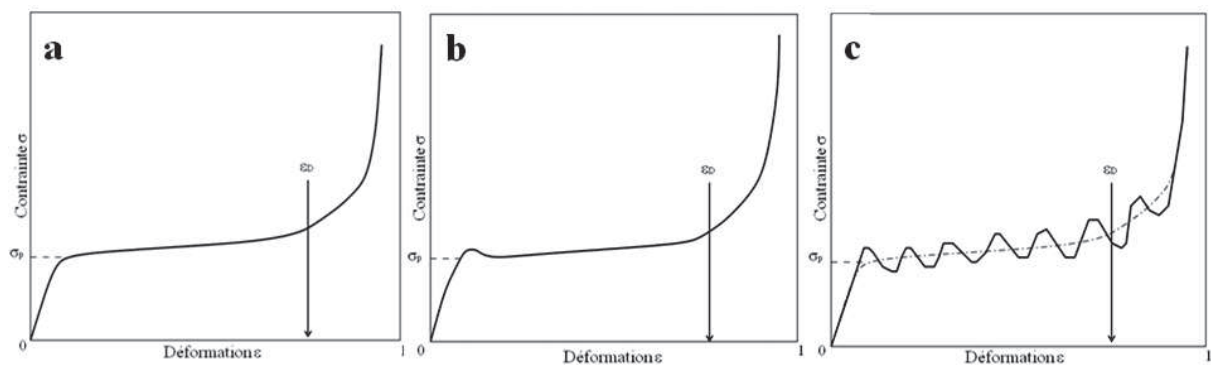 a
Contrainte σ
σp
εD
0
Déformation ε
1
b
Contrainte σ
σp
εD
0
Déformation ε
1
c
Contrainte σ
σp
εD
0
Déformation ε
1